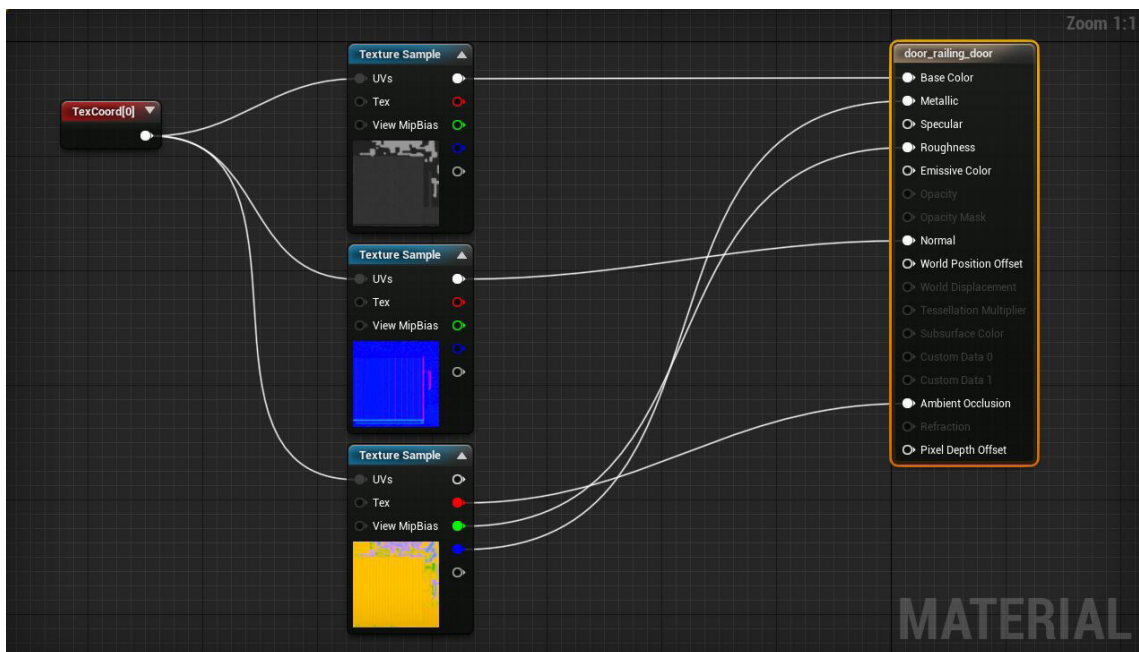 Zoom 1:1
TexCoord[0]
Texture Sample
UVs
Tex
View MipBias
Texture Sample
UVs
Tex
View MipBias
Texture Sample
UVs
Tex
View MipBias
door_railing_door
Base Color
Metallic
Specular
Roughness
Emissive Color
Opacity
Opacity Mask
Normal
World Position Offset
World Displacement
Tessellation Multiplier
Subsurface Color
Custom Data 0
Custom Data 1
Ambient Occlusion
Refraction
Pixel Depth Offset
MATERIAL